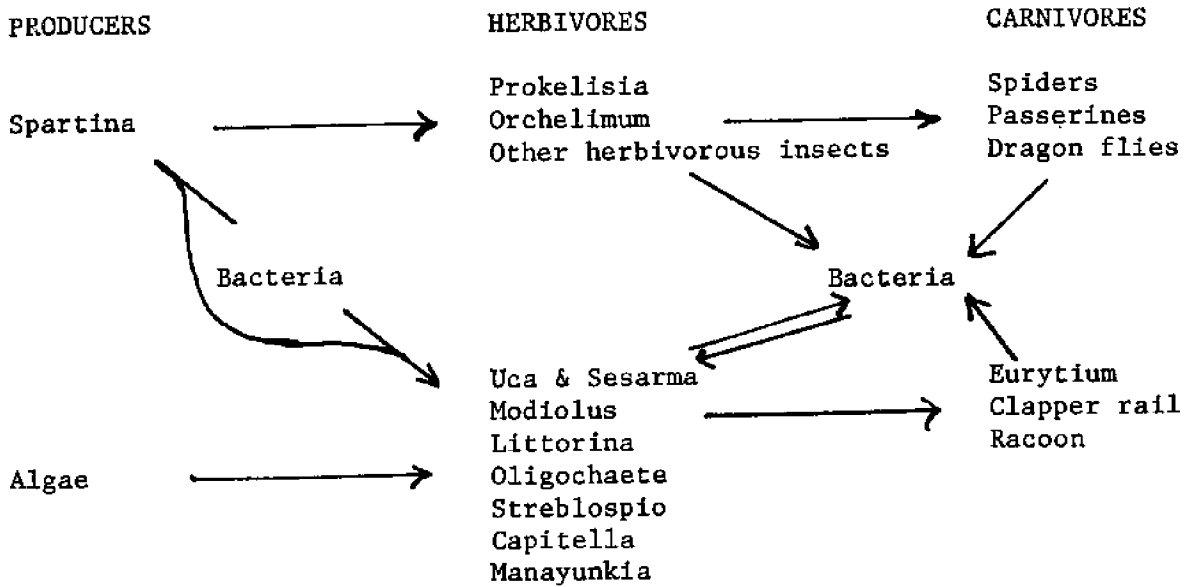 PRODUCERS
HERBIVORES
CARNIVORES
Spartina
Prokelisia
Orchelimum
Other herbivorous insects
Spiders
Passerines
Dragon flies
Bacteria
Bacteria
Algae
Uca & Sesarma
Modiolus
Littorina
Oligochaete
Streblospio
Capitella
Manayunkia
Eurytium
Clapper rail
Racoon